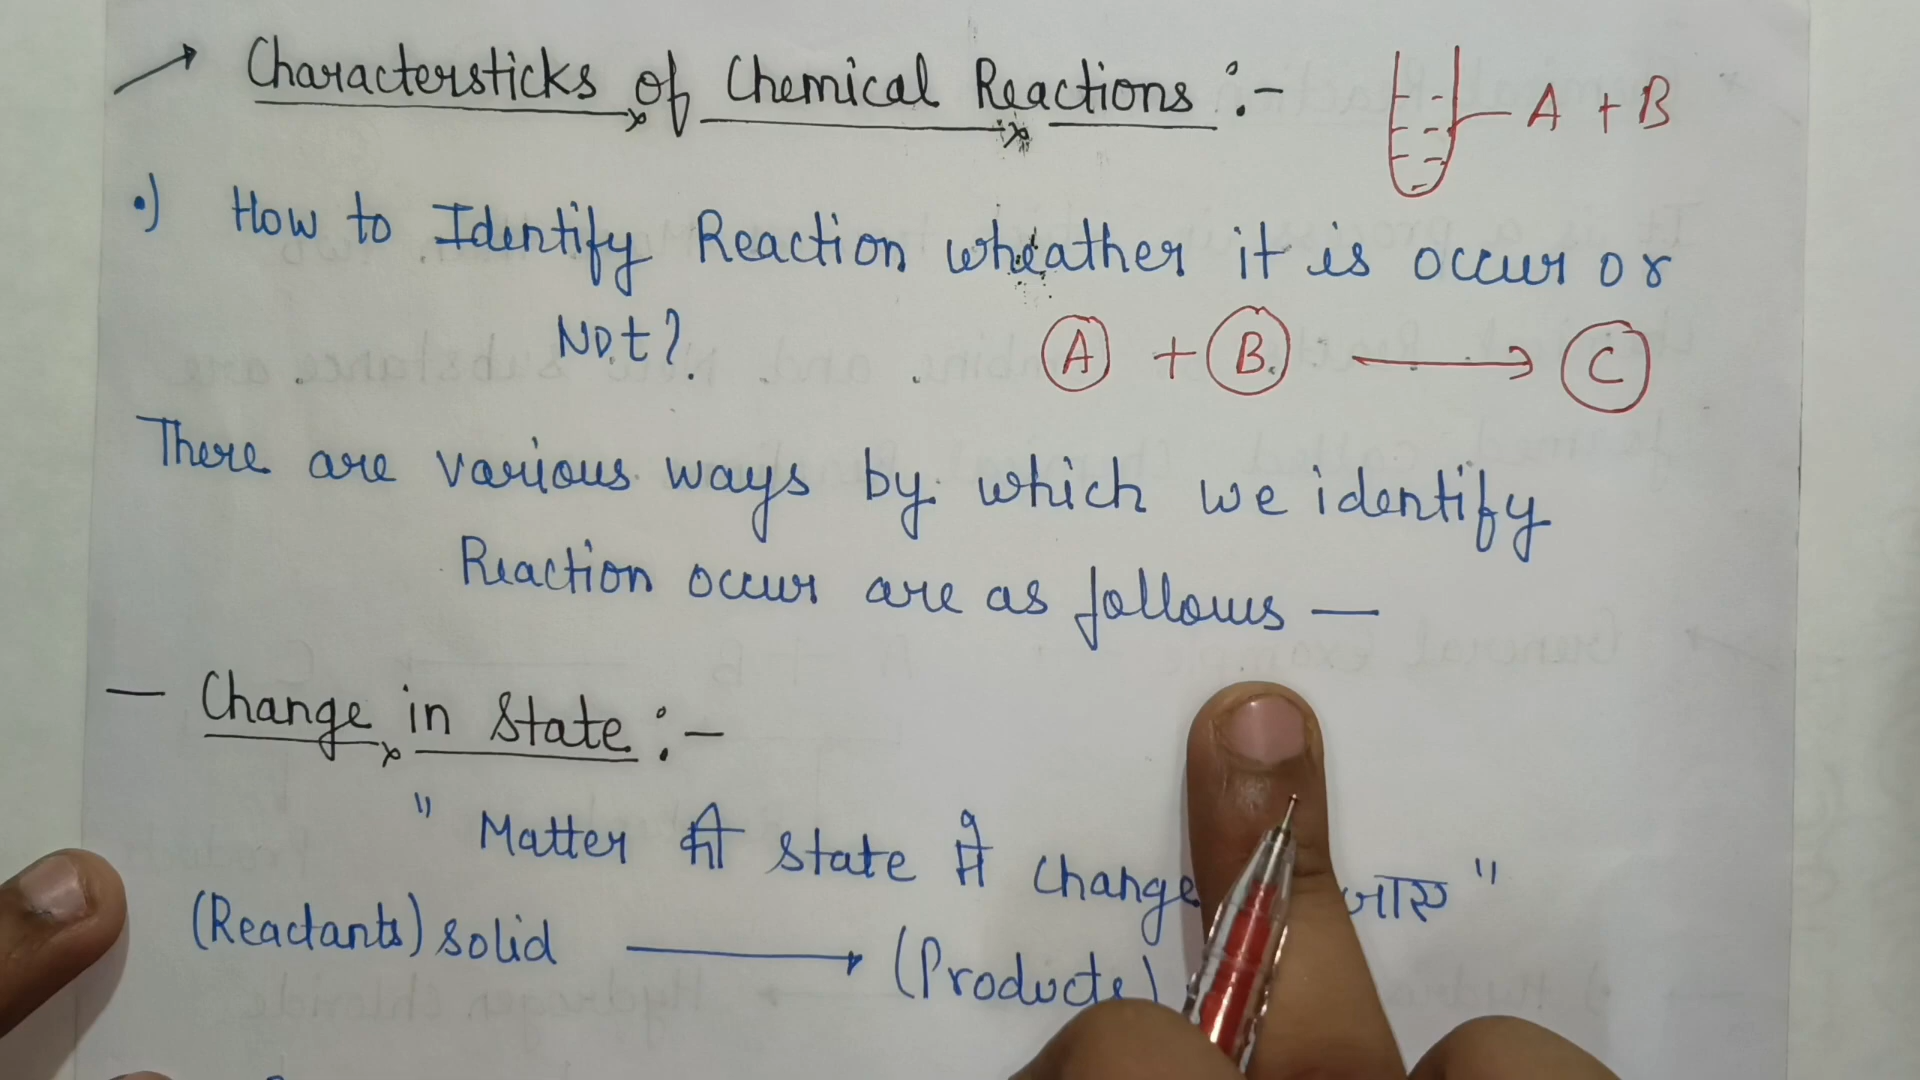 → Charactersticks of Chemical Reactions :-
A + B
•) How to Identify Reaction wheather it is occur or
Not?
A + B → C
There are various ways by which we identify
Reaction occur are as follows —
— Change in State :-
" Matter की state में change जाए "
(Reactants) solid → (Products)